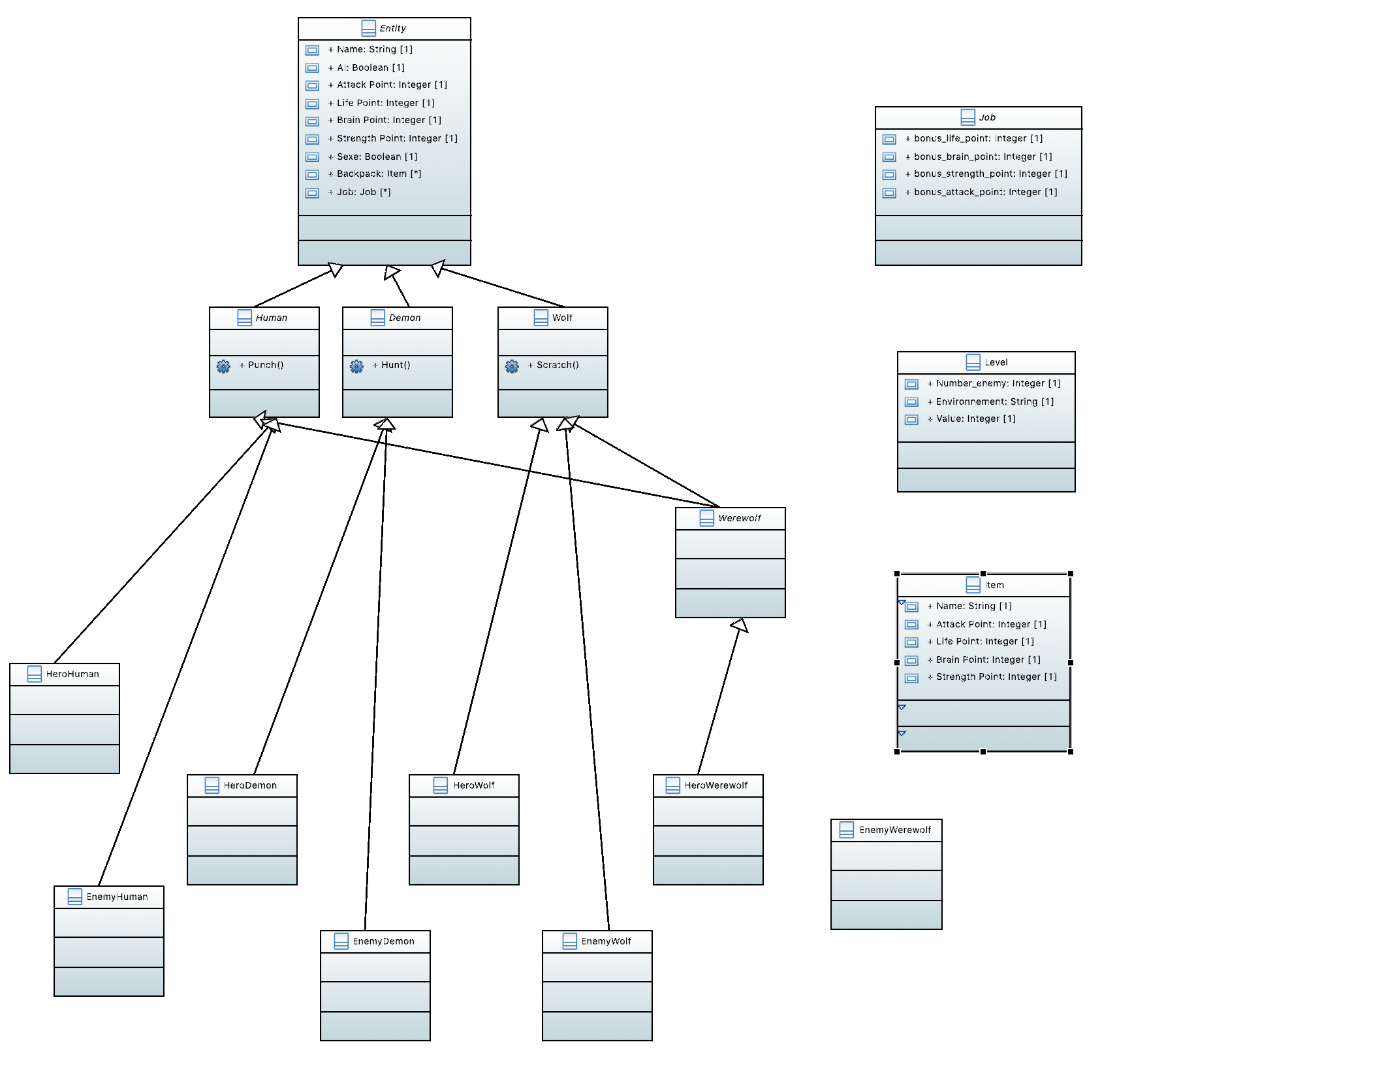 Entity
+ Name: String [1]
+ AI: Boolean [1]
+ Attack Point: Integer [1]
+ Life Point: Integer [1]
+ Brain Point: Integer [1]
+ Strength Point: Integer [1]
+ Sexe: Boolean [1]
+ Backpack: Item [*]
+ Job: Job [*]
Job
+ bonus_life_point: Integer [1]
+ bonus_brain_point: Integer [1]
+ bonus_strength_point: Integer [1]
+ bonus_attack_point: Integer [1]
Human
+ Punch()
Demon
+ Hunt()
Wolf
+ Scratch()
Level
+ Number_enemy: Integer [1]
+ Environnement: String [1]
+ Value: Integer [1]
Werewolf
Item
+ Name: String [1]
+ Attack Point: Integer [1]
+ Life Point: Integer [1]
+ Brain Point: Integer [1]
+ Strength Point: Integer [1]
HeroHuman
HeroDemon
HeroWolf
HeroWerewolf
EnemyWerewolf
EnemyHuman
EnemyDemon
EnemyWolf